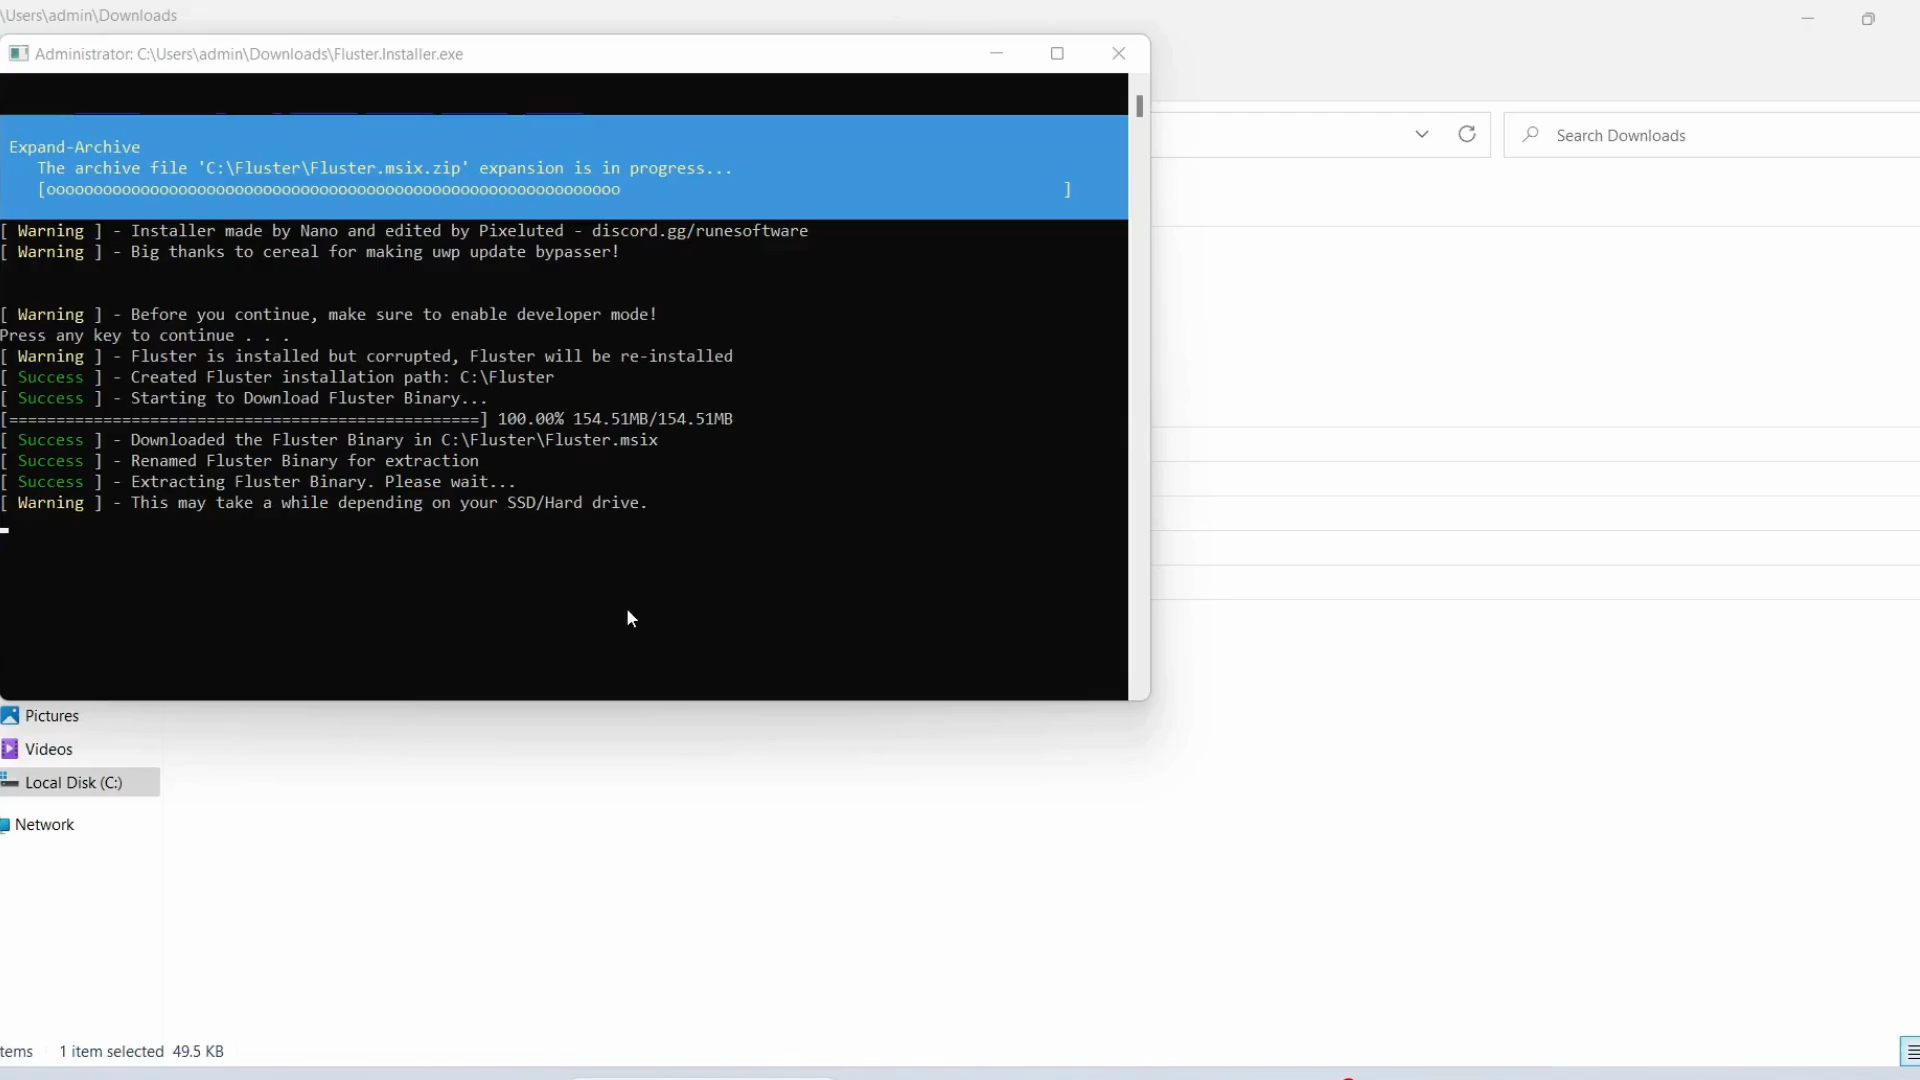 \Users\admin\Downloads
Administrator: C:\Users\admin\Downloads\Fluster.Installer.exe
Search Downloads
Expand-Archive
The archive file 'C:\Fluster\Fluster.msix.zip' expansion is in progress...
[ooooooooooooooooooooooooooooooooooooooooooooooooooooooooooooo ]
[ Warning ] - Installer made by Nano and edited by Pixeluted - discord.gg/runesoftware
[ Warning ] - Big thanks to cereal for making uwp update bypasser!
[ Warning ] - Before you continue, make sure to enable developer mode!
Press any key to continue . . .
[ Warning ] - Fluster is installed but corrupted, Fluster will be re-installed
[ Success ] - Created Fluster installation path: C:\Fluster
[ Success ] - Starting to Download Fluster Binary...
[==================================================] 100.00% 154.51MB/154.51MB
[ Success ] - Downloaded the Fluster Binary in C:\Fluster\Fluster.msix
[ Success ] - Renamed Fluster Binary for extraction
[ Success ] - Extracting Fluster Binary. Please wait...
[ Warning ] - This may take a while depending on your SSD/Hard drive.
Pictures
Videos
Local Disk (C:)
Network
tems 1 item selected 49.5 KB